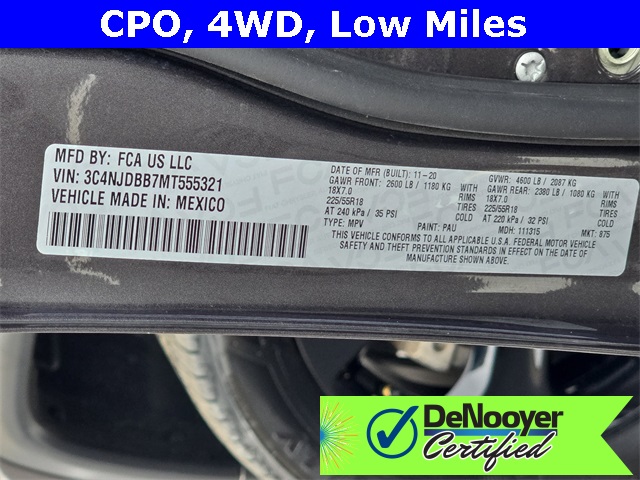 CPO, 4WD, Low Miles
MFD BY: FCA US LLC
VIN: 3C4NJDBB7MT555321
VEHICLE MADE IN: MEXICO
DATE OF MFR (BUILT): 11-20 GVWR: 4600 LB / 2087 KG
GAWR FRONT: 2600 LB / 1180 KG WITH GAWR REAR: 2380 LB / 1080 KG WITH
18X7.0 RIMS 18X7.0 RIMS
225/55R18 TIRES 225/55R18 TIRES
AT 240 kPa / 35 PSI COLD AT 220 kPa / 32 PSI COLD
TYPE: MPV PAINT: PAU MDH: 111315 MKT: 875
THIS VEHICLE CONFORMS TO ALL APPLICABLE U.S.A. FEDERAL MOTOR VEHICLE
SAFETY AND THEFT PREVENTION STANDARDS IN EFFECT ON THE DATE OF
MANUFACTURE SHOWN ABOVE.
DeNooyer
Certified